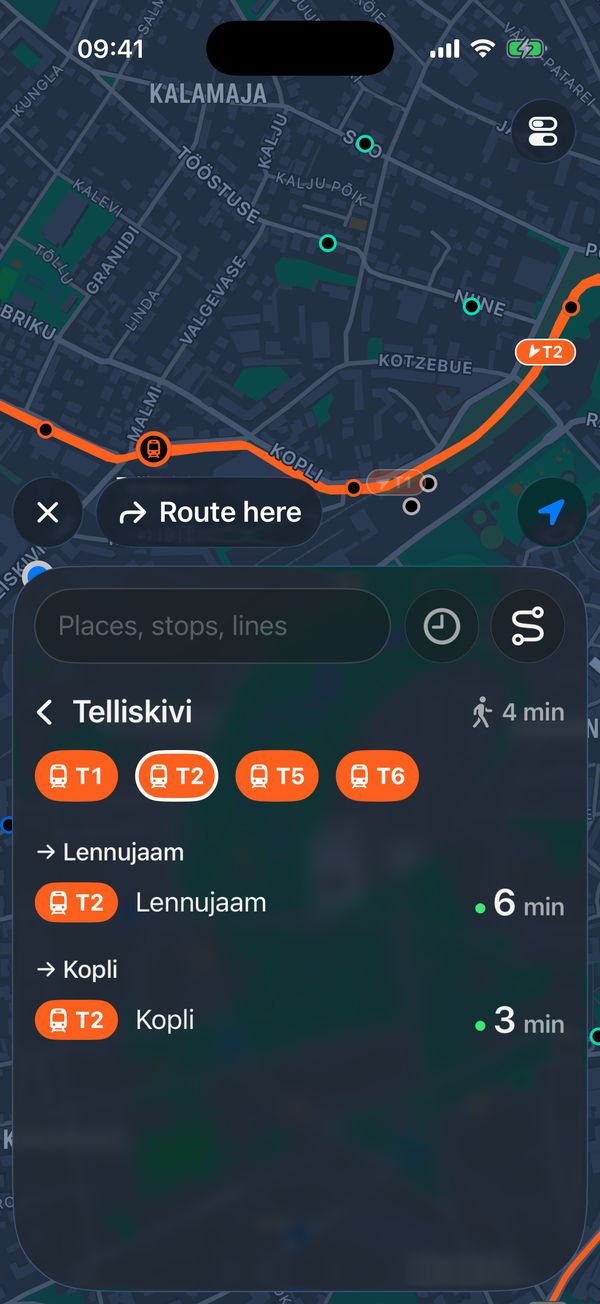 09:41
KUNGLA
KALAMAJA
KALJU
SOO
TÖÖSTUSE
KALJU PÕIK
KALEVI
TÕLLU
GRANIIDI
LINDA
VALGEVASE
NIINE
BRIKU
T2
KOTZEBUE
MALMI
KOPLI
T1
Route here
LISKIVI
Places, stops, lines
Telliskivi
4 min
T1 T2 T5 T6
→ Lennujaam
T2 Lennujaam 6 min
→ Kopli
T2 Kopli 3 min